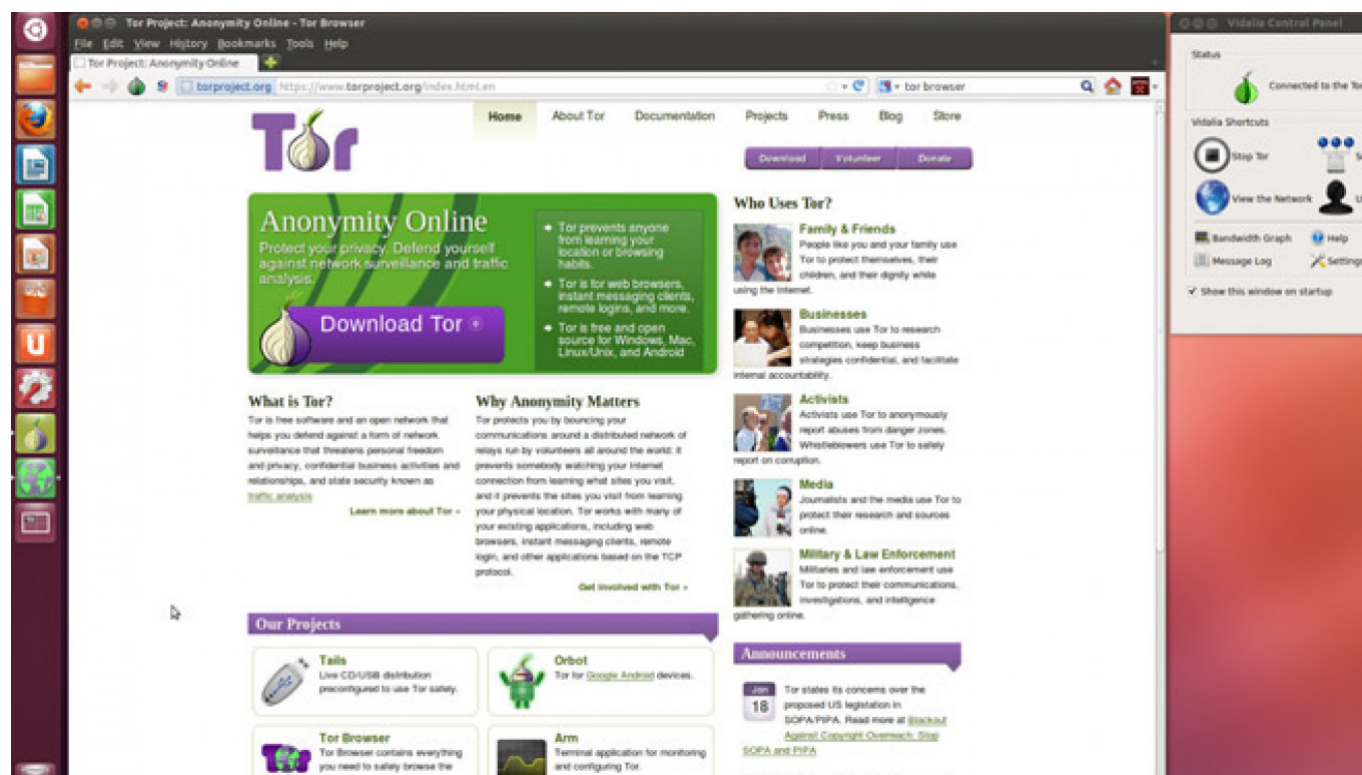 Tor Project: Anonymity Online - Tor Browser
File Edit View History Bookmarks Tools Help
Tor Project: Anonymity Online
torproject.org https://www.torproject.org/index.html.en
tor browser
Tor
Home About Tor Documentation Projects Press Blog Store
Download Volunteer Donate
Anonymity Online
Protect your privacy. Defend yourself
against network surveillance and traffic
analysis.
Download Tor
Tor prevents anyone
from learning your
location or browsing
habits.
Tor is for web browsers,
instant messaging clients,
remote logins, and more.
Tor is free and open
source for Windows, Mac,
Linux/Unix, and Android
What is Tor?
Tor is free software and an open network that
helps you defend against a form of network
surveillance that threatens personal freedom
and privacy, confidential business activities and
relationships, and state security known as
traffic analysis
Learn more about Tor »
Why Anonymity Matters
Tor protects you by bouncing your
communications around a distributed network of
relays run by volunteers all around the world: it
prevents somebody watching your Internet
connection from learning what sites you visit,
and it prevents the sites you visit from learning
your physical location. Tor works with many of
your existing applications, including web
browsers, instant messaging clients, remote
login, and other applications based on the TCP
protocol.
Get involved with Tor »
Our Projects
Tails
Live CD/USB distribution
preconfigured to use Tor safely.
Orbot
Tor for Google Android devices.
Tor Browser
Tor Browser contains everything
you need to safely browse the
Arm
Terminal application for monitoring
and configuring Tor.
Who Uses Tor?
Family & Friends
People like you and your family use
Tor to protect themselves, their
children, and their dignity while
using the Internet.
Businesses
Businesses use Tor to research
competition, keep business
strategies confidential, and facilitate
internal accountability.
Activists
Activists use Tor to anonymously
report abuses from danger zones.
Whistleblowers use Tor to safely
report on corruption.
Media
Journalists and the media use Tor to
protect their research and sources
online.
Military & Law Enforcement
Militaries and law enforcement use
Tor to protect their communications,
investigations, and intelligence
gathering online.
Announcements
Jan
18
Tor states its concerns over the
proposed US legistation in
SOPA/PIPA. Read more at Blackout
Against Copyright Overreach: Stop
SOPA and PIPA
Vidalia Control Panel
Status
Connected to the Tor
Vidalia Shortcuts
Stop Tor
View the Network
Bandwidth Graph Help
Message Log Settings
Show this window on startup